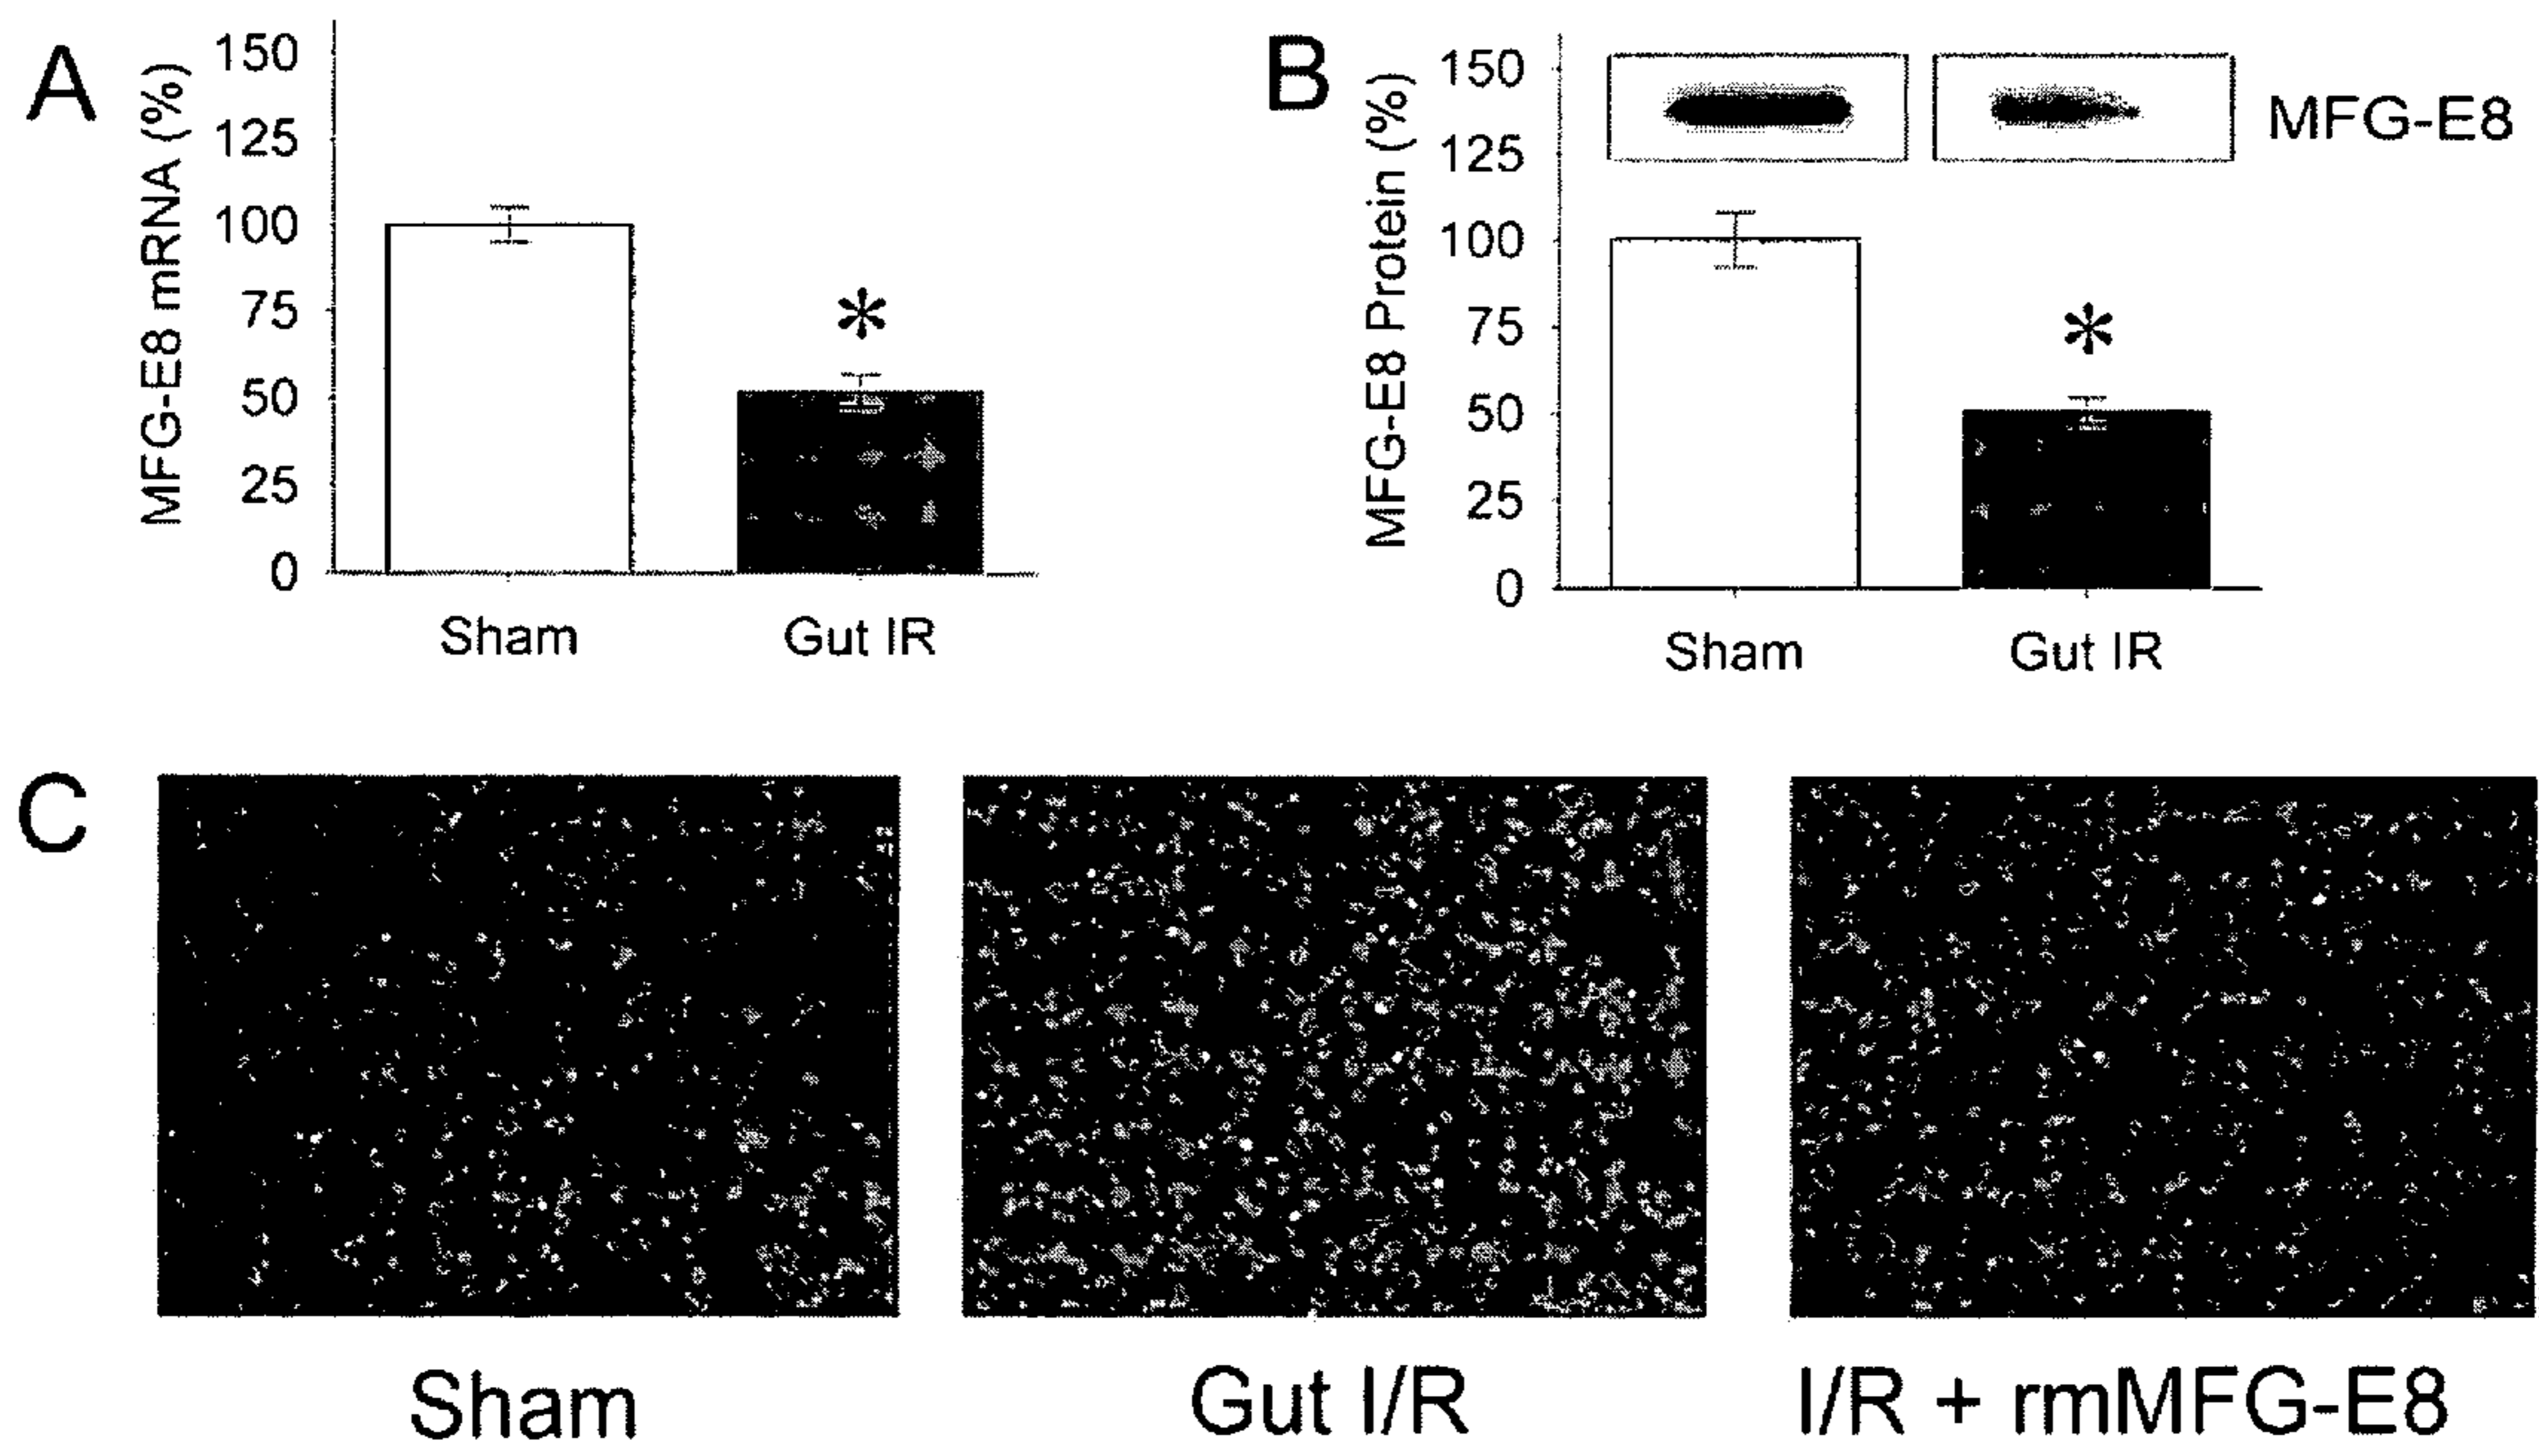 A
MFG-E8 mRNA (%)
150
125
100
75
50
25
0
*
Sham
Gut IR
B
MFG-E8 Protein (%)
150
125
100
75
50
25
0
MFG-E8
*
Sham
Gut IR
C
Sham
Gut I/R
I/R + rmMFG-E8